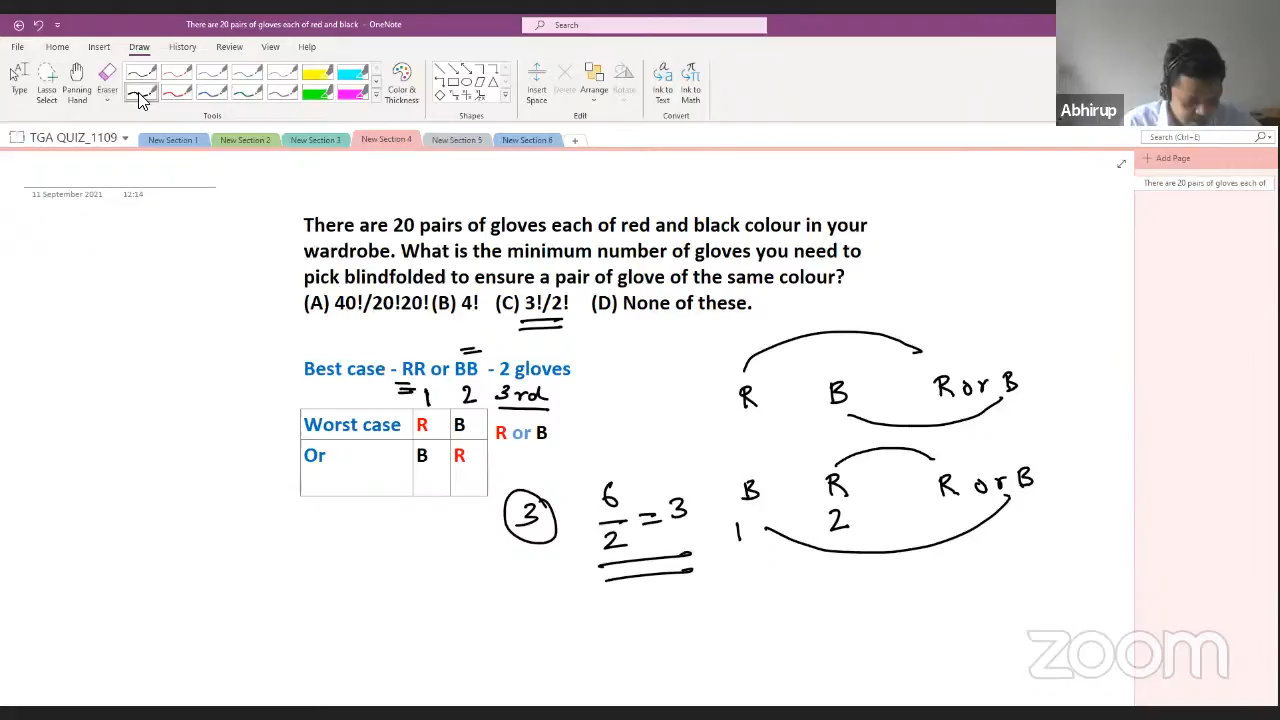 There are 20 pairs of gloves each of red and black - OneNote
Search
File Home Insert Draw History Review View Help
Type Lasso Select Panning Hand Eraser Color & Thickness Insert Space Delete Arrange Rotate Ink to Text Ink to Math
Tools Shapes Edit Convert
Abhirup
TGA QUIZ_1109 New Section 1 New Section 2 New Section 3 New Section 4 New Section 5 New Section 6
Search (Ctrl+E)
Add Page
There are 20 pairs of gloves each of
11 September 2021 12:14
There are 20 pairs of gloves each of red and black colour in your
wardrobe. What is the minimum number of gloves you need to
pick blindfolded to ensure a pair of glove of the same colour?
(A) 40!/20!20! (B) 4! (C) 3!/2! (D) None of these.
Best case - RR or BB - 2 gloves
1 2 3rd
Worst case R B R or B
Or B R
R B R or B
B R R or B
1 2
3 6/2 = 3
zoom